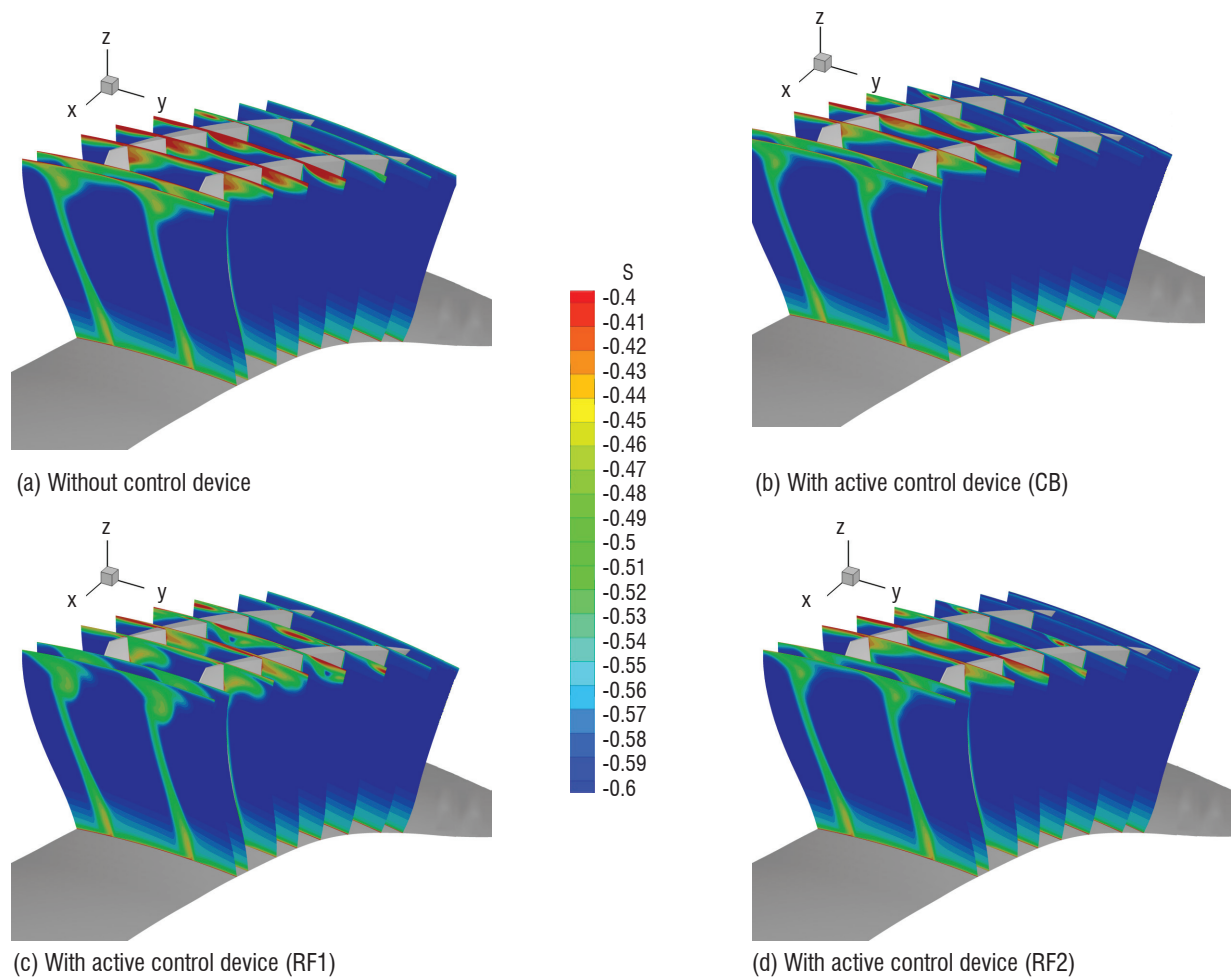 z
x
y
(a) Without control device
z
x
y
(b) With active control device (CB)
S
-0.4
-0.41
-0.42
-0.43
-0.44
-0.45
-0.46
-0.47
-0.48
-0.49
-0.5
-0.51
-0.52
-0.53
-0.54
-0.55
-0.56
-0.57
-0.58
-0.59
-0.6
z
x
y
(c) With active control device (RF1)
z
x
y
(d) With active control device (RF2)